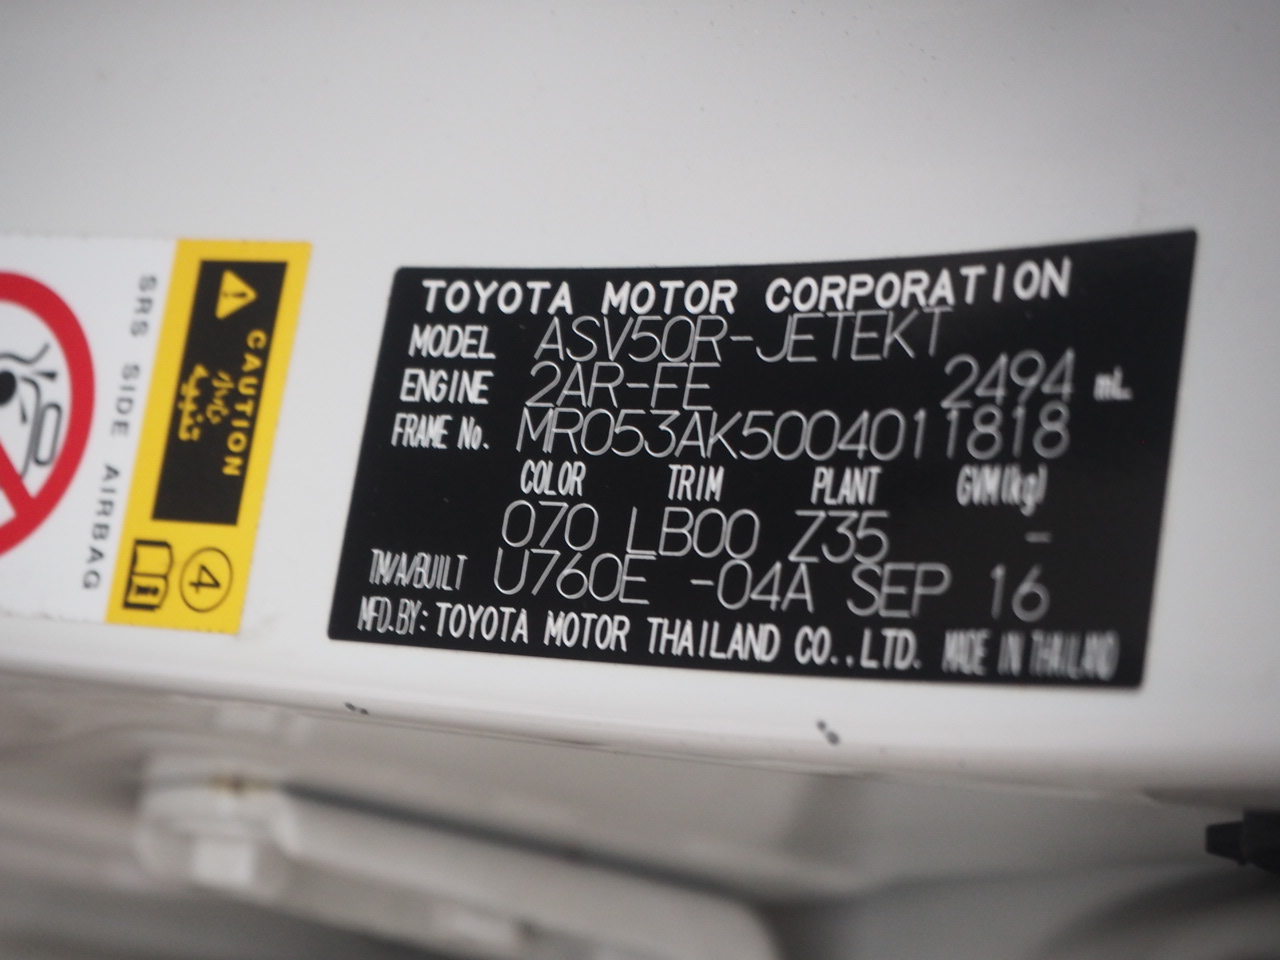 TOYOTA MOTOR CORPORATION
MODEL ASV50R-JETEKT
ENGINE 2AR-FE 2494 mL
FRAME No. MR053AK5004011818
COLOR TRIM PLANT GVM(kg)
070 LB00 Z35 -
TM/A/BUILT U760E -04A SEP 16
MFD.BY: TOYOTA MOTOR THAILAND CO.,LTD. MADE IN THAILAND
SRS SIDE AIRBAG
CAUTION
4